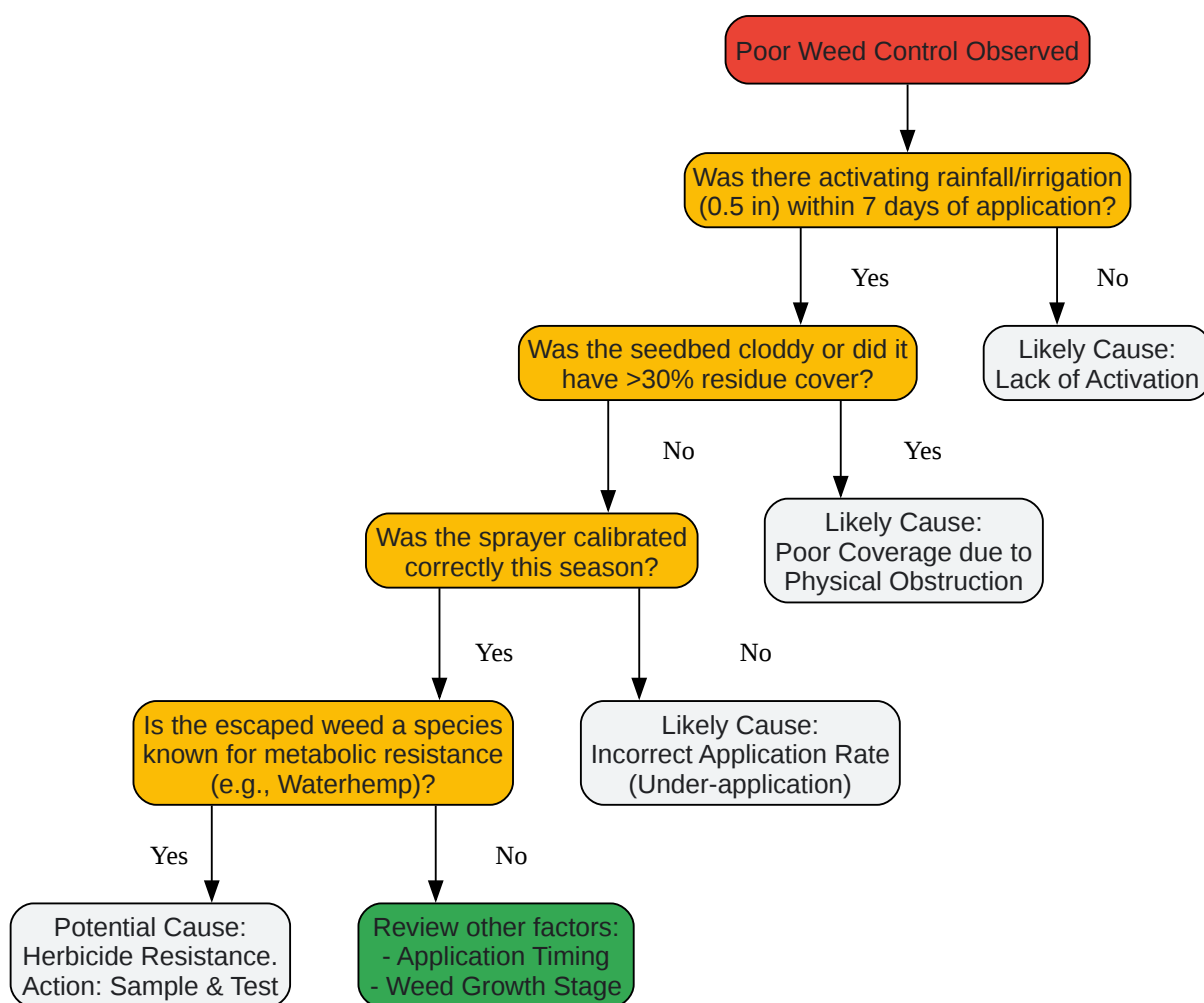 Poor Weed Control Observed
Was there activating rainfall/irrigation
(0.5 in) within 7 days of application?
Yes
No
Was the seedbed cloddy or did it
have >30% residue cover?
Likely Cause:
Lack of Activation
No
Yes
Was the sprayer calibrated
correctly this season?
Likely Cause:
Poor Coverage due to
Physical Obstruction
Yes
No
Is the escaped weed a species
known for metabolic resistance
(e.g., Waterhemp)?
Likely Cause:
Incorrect Application Rate
(Under-application)
Yes
No
Potential Cause:
Herbicide Resistance.
Action: Sample & Test
Review other factors:
- Application Timing
- Weed Growth Stage